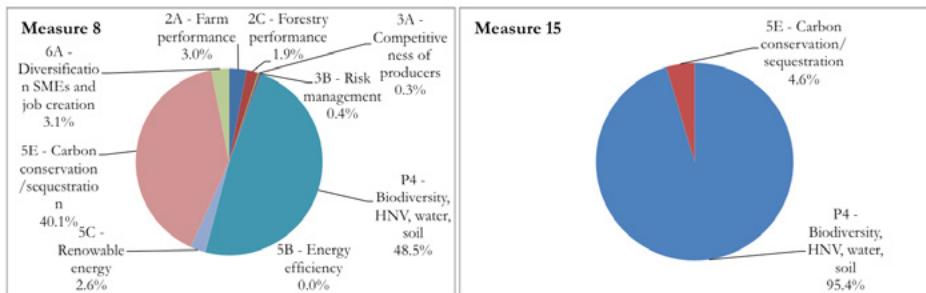 Measure 8
2A - Farm
performance
3.0%
2C - Forestry
performance
1.9%
3A -
Competitive
ness of
producers
0.3%
3B - Risk
management
0.4%
P4 -
Biodiversity,
HNV, water,
soil
48.5%
5B - Energy
efficiency
0.0%
5C -
Renewable
energy
2.6%
5E - Carbon
conservation
/sequestratio
n
40.1%
6A -
Diversificatio
n SMEs and
job creation
3.1%
Measure 15
5E - Carbon
conservation/
sequestration
4.6%
P4 -
Biodiversity,
HNV, water,
soil
95.4%